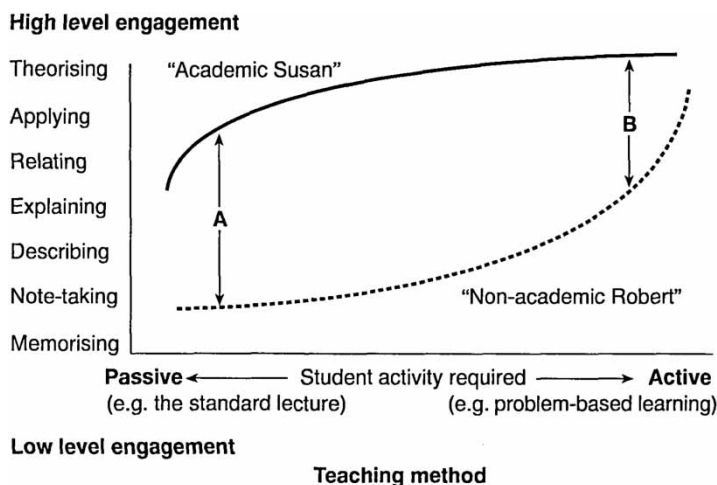 High level engagement
Theorising
"Academic Susan"
Applying
B
Relating
Explaining
A
Describing
Note-taking
"Non-academic Robert"
Memorising
Passive Student activity required Active
(e.g. the standard lecture) (e.g. problem-based learning)
Low level engagement
Teaching method